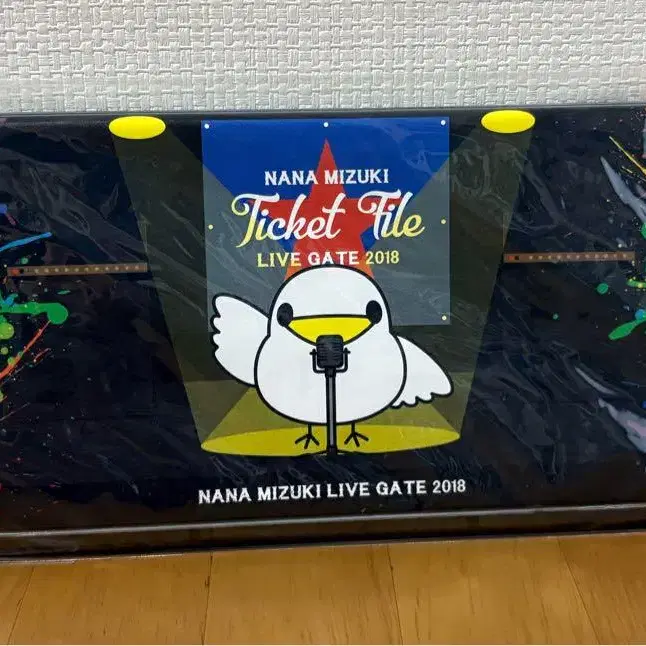 NANA MIZUKI
Ticket File
LIVE GATE 2018
NANA MIZUKI LIVE GATE 2018